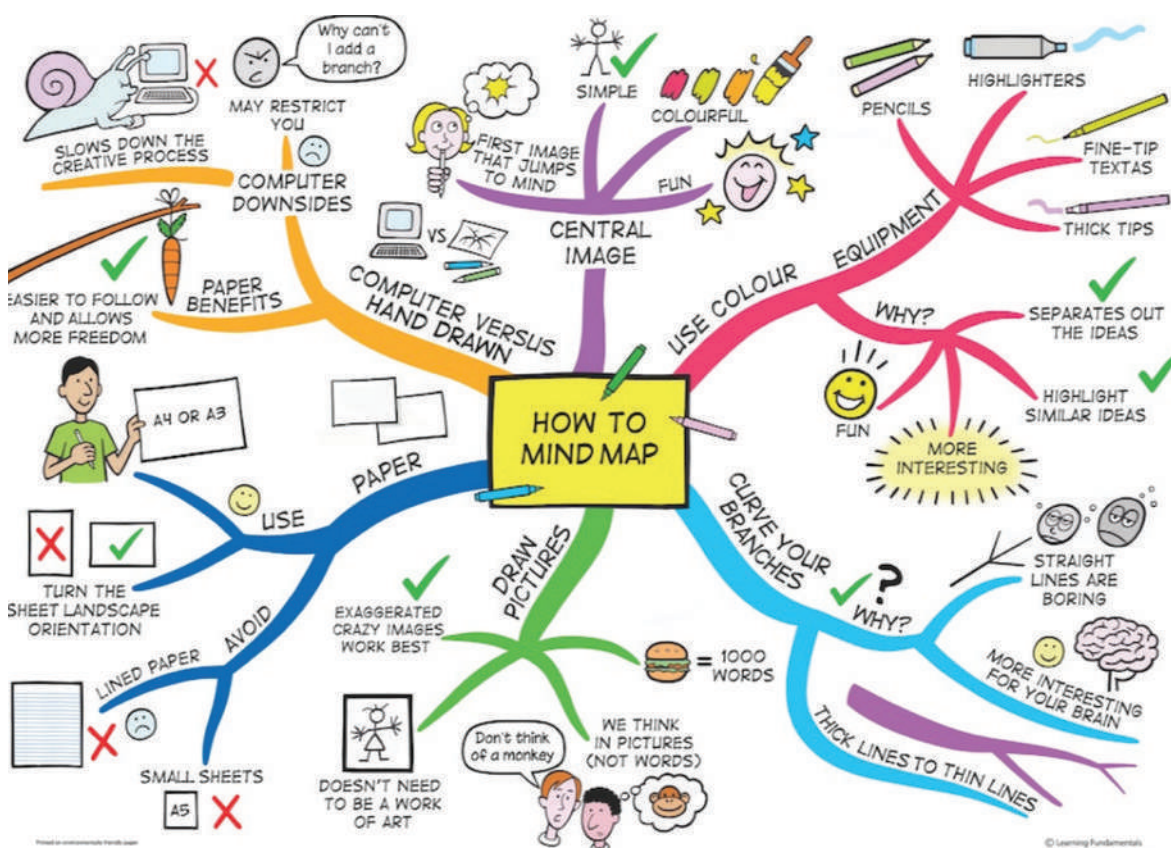 HOW TO
MIND MAP
CENTRAL
IMAGE
FIRST IMAGE
THAT JUMPS
TO MIND
SIMPLE
COLOURFUL
FUN
USE COLOUR
EQUIPMENT
PENCILS
HIGHLIGHTERS
FINE-TIP
TEXTAS
THICK TIPS
WHY?
SEPARATES OUT
THE IDEAS
HIGHLIGHT
SIMILAR IDEAS
MORE
INTERESTING
FUN
CURVE YOUR
BRANCHES
?
WHY?
STRAIGHT
LINES ARE
BORING
MORE INTERESTING
FOR YOUR BRAIN
THICK LINES TO THIN LINES
DRAW
PICTURES
= 1000
WORDS
WE THINK
IN PICTURES
(NOT WORDS)
Don't think
of a monkey
DOESN'T NEED
TO BE A WORK
OF ART
EXAGGERATED
CRAZY IMAGES
WORK BEST
PAPER
USE
A4 OR A3
TURN THE
SHEET LANDSCAPE
ORIENTATION
AVOID
LINED PAPER
SMALL SHEETS
A5
COMPUTER VERSUS
HAND DRAWN
VS
PAPER
BENEFITS
EASIER TO FOLLOW
AND ALLOWS
MORE FREEDOM
COMPUTER
DOWNSIDES
SLOWS DOWN THE
CREATIVE PROCESS
MAY RESTRICT
YOU
Why can't
I add a
branch?
Printed on environmentally friendly paper
© Learning Fundamentals